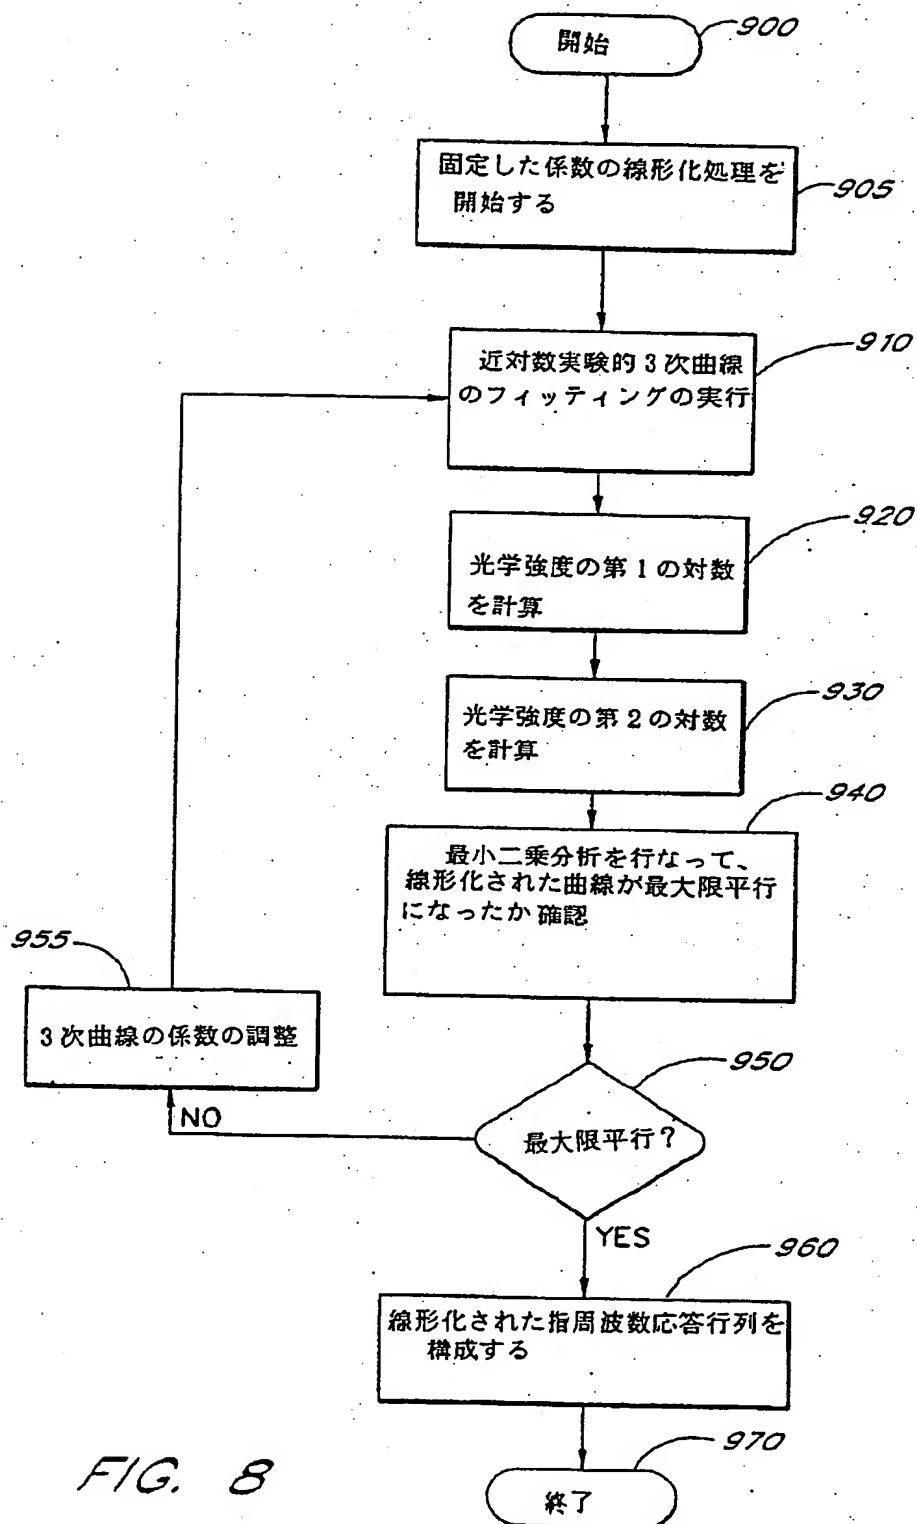 開始
900
固定した係数の線形化処理を
開始する
905
近対数実験的3次曲線
のフィッティングの実行
910
光学強度の第1の対数
を計算
920
光学強度の第2の対数
を計算
930
最小二乗分析を行なって、
線形化された曲線が最大限平行
になったか確認
940
955
3次曲線の係数の調整
950
最大限平行?
NO
YES
960
線形化された指周波数応答行列を
構成する
970
終了
FIG. 8